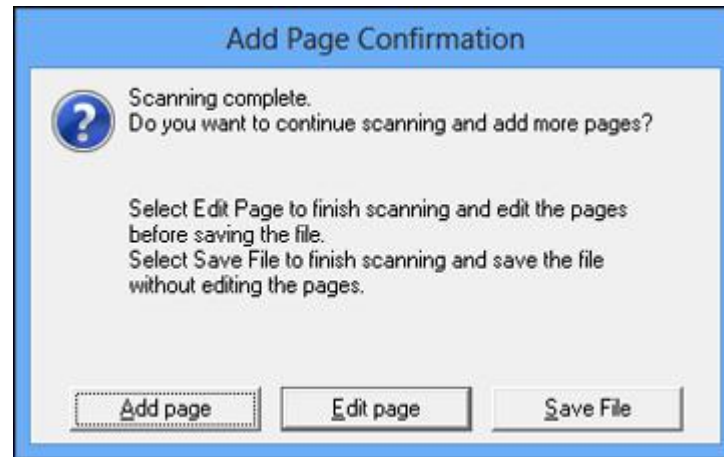 Add Page Confirmation
Scanning complete.
Do you want to continue scanning and add more pages?
Select Edit Page to finish scanning and edit the pages
before saving the file.
Select Save File to finish scanning and save the file
without editing the pages.
Add page
Edit page
Save File